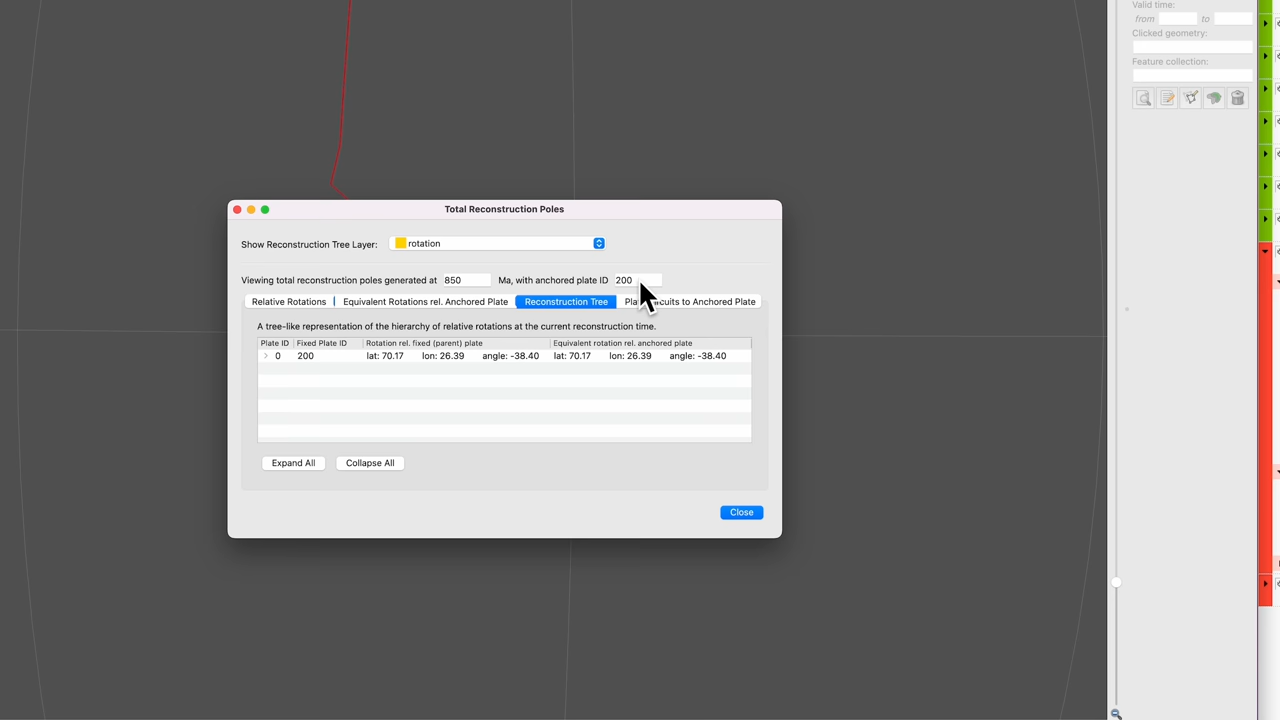 Valid time:
from to
Clicked geometry:
Feature collection:
Total Reconstruction Poles
Show Reconstruction Tree Layer: rotation
Viewing total reconstruction poles generated at 850 Ma, with anchored plate ID 200
Relative Rotations Equivalent Rotations rel. Anchored Plate Reconstruction Tree to Anchored Plate
A tree-like representation of the hierarchy of relative rotations at the current reconstruction time.
Plate ID Fixed Plate ID Rotation rel. fixed (parent) plate Equivalent rotation rel. anchored plate
0 200 lat: 70.17 lon: 26.39 angle: -38.40 lat: 70.17 lon: 26.39 angle: -38.40
Expand All Collapse All
Close